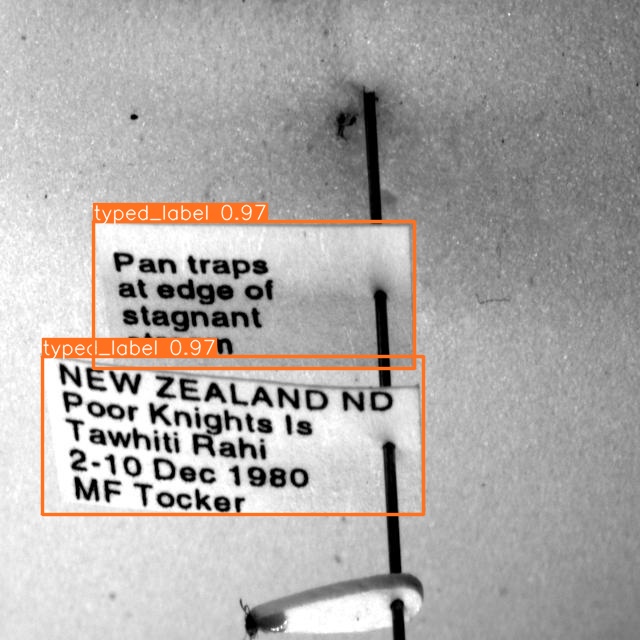 typed_label 0.97
Pan traps
at edge of
stagnant
typed_label 0.97
NEW ZEALAND ND
Poor Knights Is
Tawhiti Rahi
2-10 Dec 1980
MF Tocker